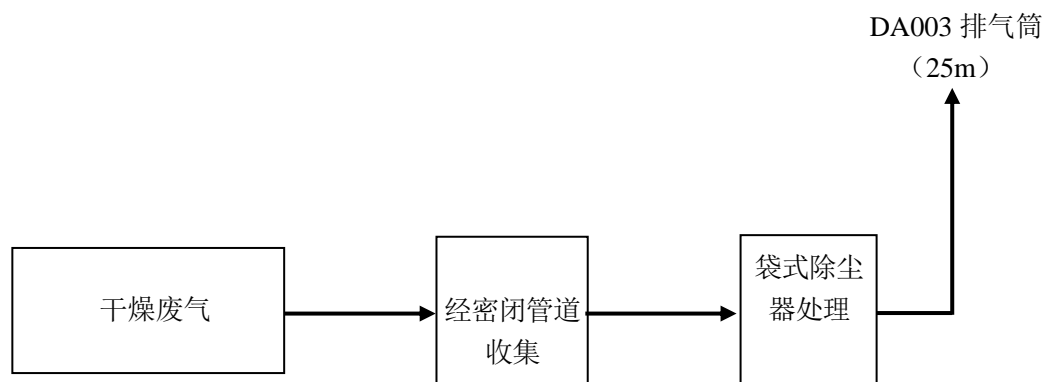 DA003 排气筒
（25m）
干燥废气
经密闭管道
收集
袋式除尘
器处理